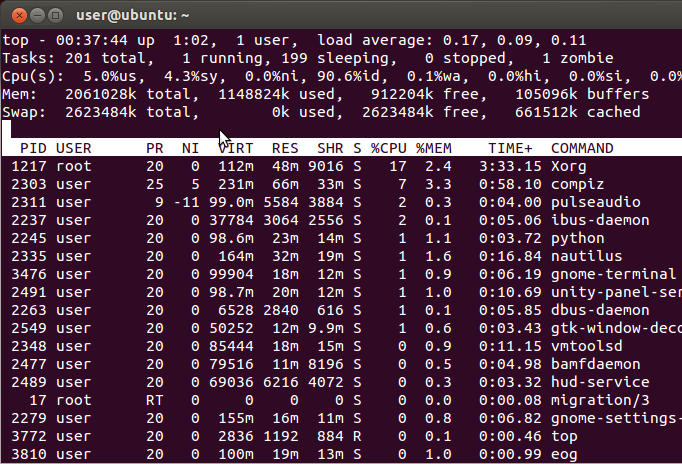 user@ubuntu: ~
top - 00:37:44 up  1:02,  1 user,  load average: 0.17, 0.09, 0.11
Tasks: 201 total,   1 running, 199 sleeping,   0 stopped,   1 zombie
Cpu(s):  5.0%us,  4.3%sy,  0.0%ni, 90.6%id,  0.1%wa,  0.0%hi,  0.0%si,  0.0%
Mem:   2061028k total,  1148824k used,   912204k free,   105096k buffers
Swap:  2623484k total,        0k used,  2623484k free,   661512k cached
  PID USER      PR  NI  VIRT  RES  SHR S %CPU %MEM    TIME+  COMMAND
 1217 root      20   0  112m  48m 9016 S   17  2.4   3:33.15 Xorg
 2303 user      25   5  231m  66m  33m S    7  3.3   0:58.10 compiz
 2311 user       9 -11 99.0m 5584 3884 S    2  0.3   0:04.00 pulseaudio
 2237 user      20   0 37784 3064 2556 S    2  0.1   0:05.06 ibus-daemon
 2245 user      20   0 98.6m  23m  14m S    1  1.1   0:03.72 python
 2335 user      20   0  164m  32m  19m S    1  1.6   0:16.84 nautilus
 3476 user      20   0 99904  18m  12m S    1  0.9   0:06.19 gnome-terminal
 2491 user      20   0 98.7m  20m  12m S    1  1.0   0:10.69 unity-panel-ser
 2263 user      20   0  6528 2840  616 S    1  0.1   0:05.85 dbus-daemon
 2549 user      20   0 50252  12m 9.9m S    1  0.6   0:03.43 gtk-window-deco
 2348 user      20   0 85444  18m  15m S    0  0.9   0:11.15 vmtoolsd
 2477 user      20   0 79516  11m 8196 S    0  0.5   0:04.98 bamfdaemon
 2489 user      20   0 69036 6216 4072 S    0  0.3   0:03.32 hud-service
   17 root      RT   0     0    0    0 S    0  0.0   0:00.08 migration/3
 2279 user      20   0  155m  16m  11m S    0  0.8   0:06.82 gnome-settings-
 3772 user      20   0  2836 1192  884 R    0  0.1   0:00.46 top
 3810 user      20   0  100m  19m  13m S    0  1.0   0:00.99 eog